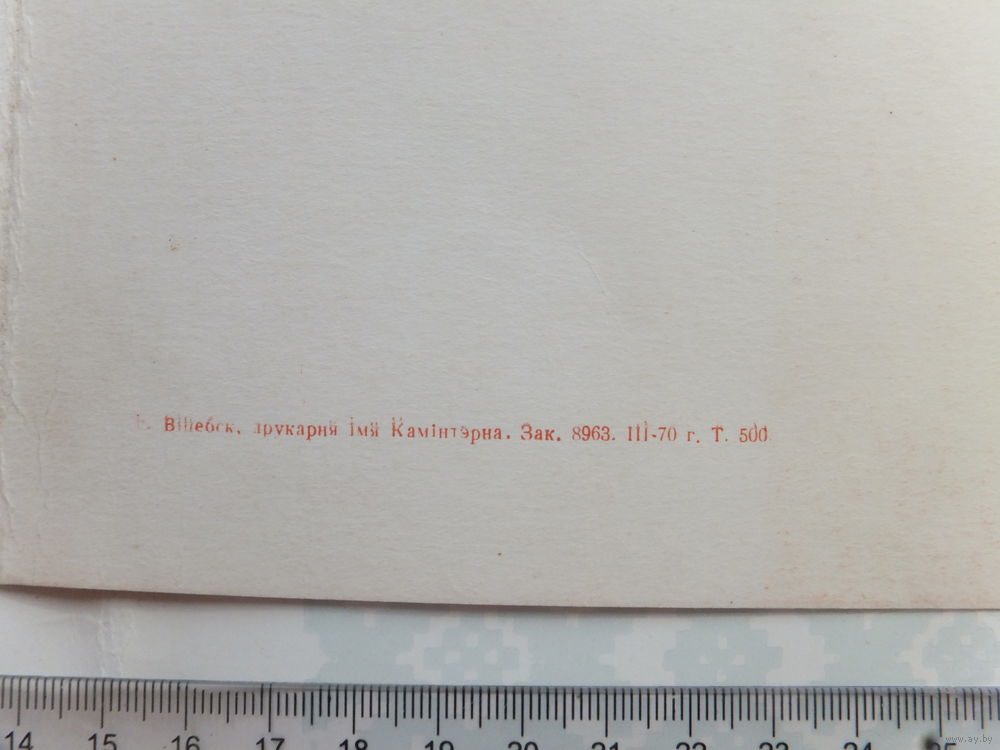 г. Віцебск, друкарня імя Камінтэрна. Зак. 8963. III-70 г. Т. 500
14 15 16 17 18 19 20 21 22 23 24 25
www.ay.by